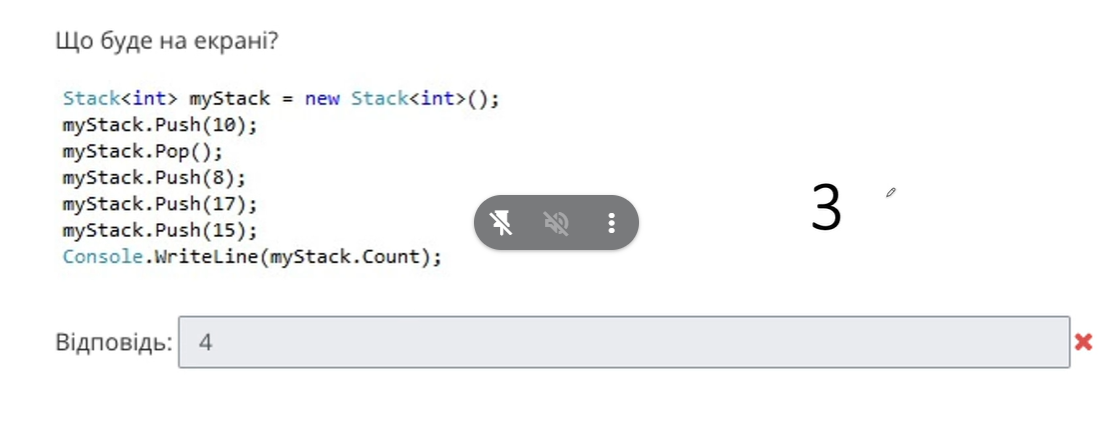 Що буде на екрані?
Stack<int> myStack = new Stack<int>();
myStack.Push(10);
myStack.Pop();
myStack.Push(8);
myStack.Push(17);
myStack.Push(15);
Console.WriteLine(myStack.Count);
3
Відповідь: 4